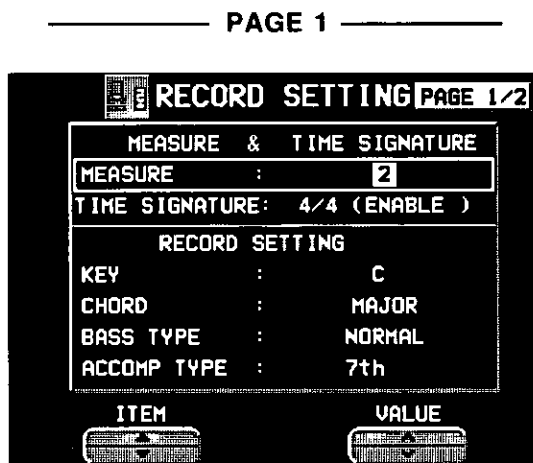 PAGE 1
RECORD SETTING PAGE 1/2
MEASURE & TIME SIGNATURE
MEASURE : 2
TIME SIGNATURE: 4/4 (ENABLE )
RECORD SETTING
KEY : C
CHORD : MAJOR
BASS TYPE : NORMAL
ACCOMP TYPE : 7th
ITEM VALUE